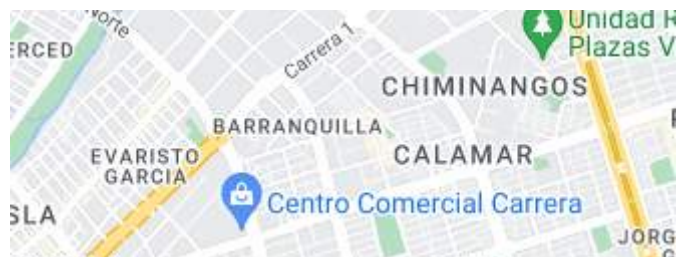 Norte
Unidad R
Plazas V
ERCED
Carrera 1
CHIMINANGOS
BARRANQUILLA
EVARISTO
GARCIA
CALAMAR
Centro Comercial Carrera
SLA
JORG